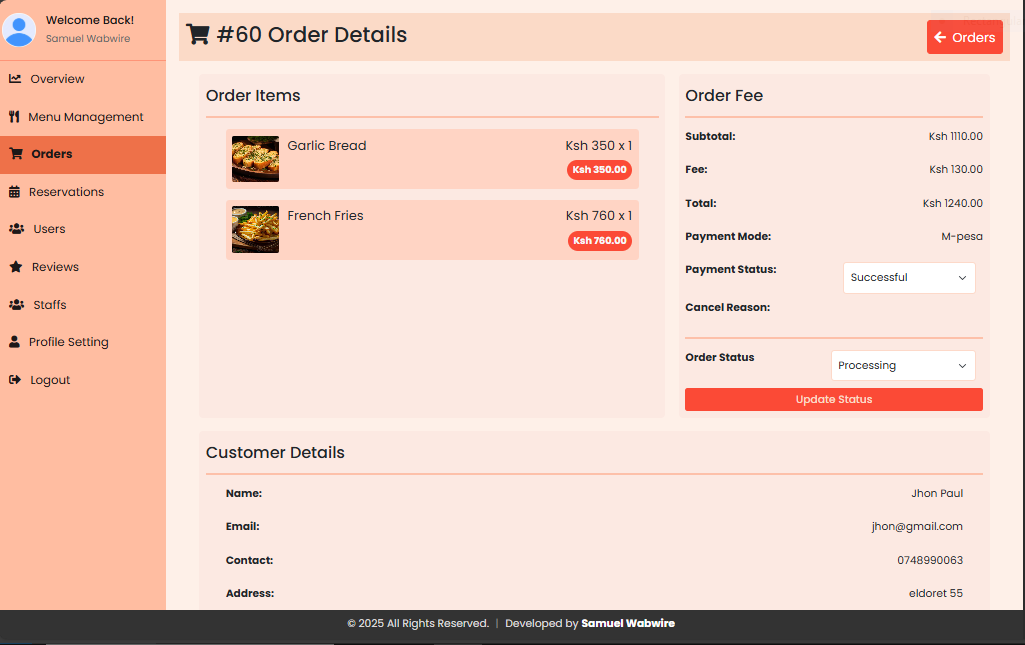 Welcome Back!
Samuel Wabwire
Overview
Menu Management
Orders
Reservations
Users
Reviews
Staffs
Profile Setting
Logout
#60 Order Details
Orders
Order Items
Garlic Bread
Ksh 350 x 1
Ksh 350.00
French Fries
Ksh 760 x 1
Ksh 760.00
Order Fee
Subtotal: Ksh 1110.00
Fee: Ksh 130.00
Total: Ksh 1240.00
Payment Mode: M-pesa
Payment Status: Successful
Cancel Reason:
Order Status Processing
Update Status
Customer Details
Name: Jhon Paul
Email: jhon@gmail.com
Contact: 0748990063
Address: eldoret 55
© 2025 All Rights Reserved. | Developed by Samuel Wabwire